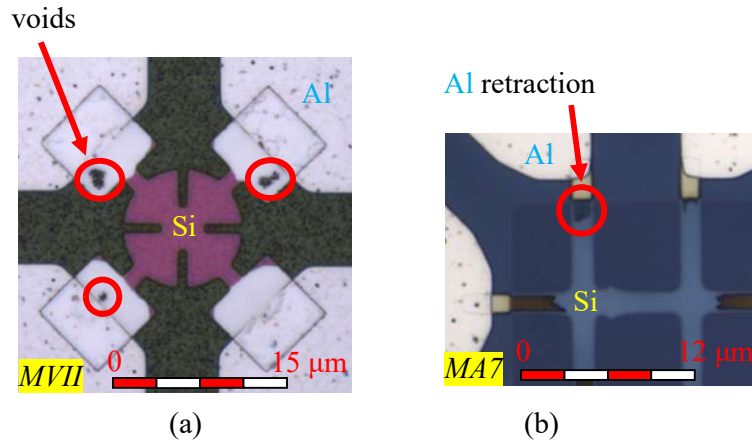 voids
Al
Si
MVII
0
15 μm
(a)
Al retraction
Al
Si
MA7
0
12 μm
(b)